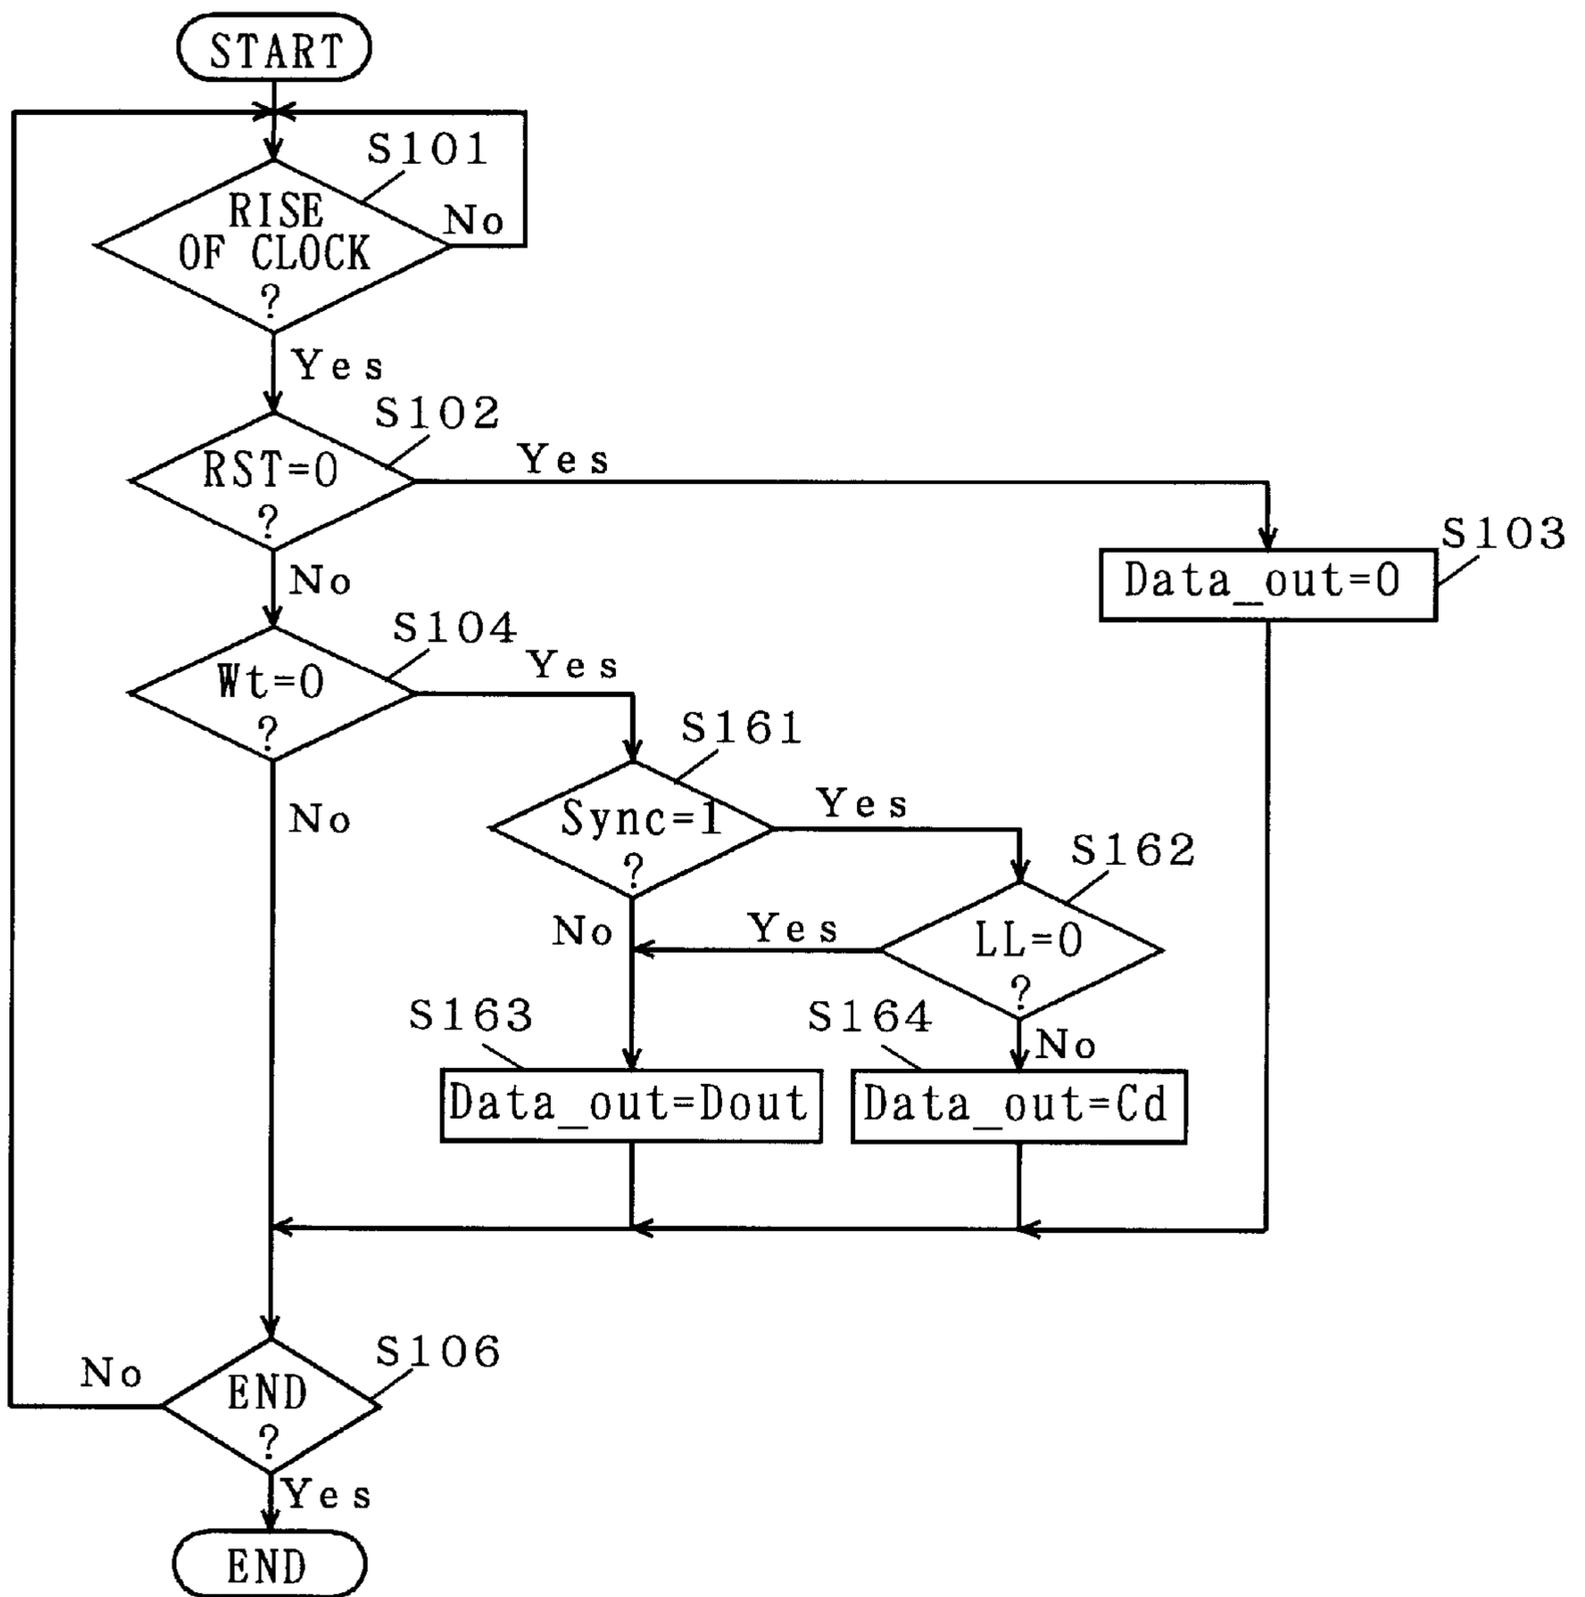 START
S101
RISE
OF CLOCK
?
No
Yes
S102
RST=0
?
Yes
No
S103
Data_out=0
S104
Wt=0
?
Yes
No
S161
Sync=1
?
Yes
No
S162
LL=0
?
Yes
No
S163
Data_out=Dout
S164
Data_out=Cd
S106
END
?
No
Yes
END